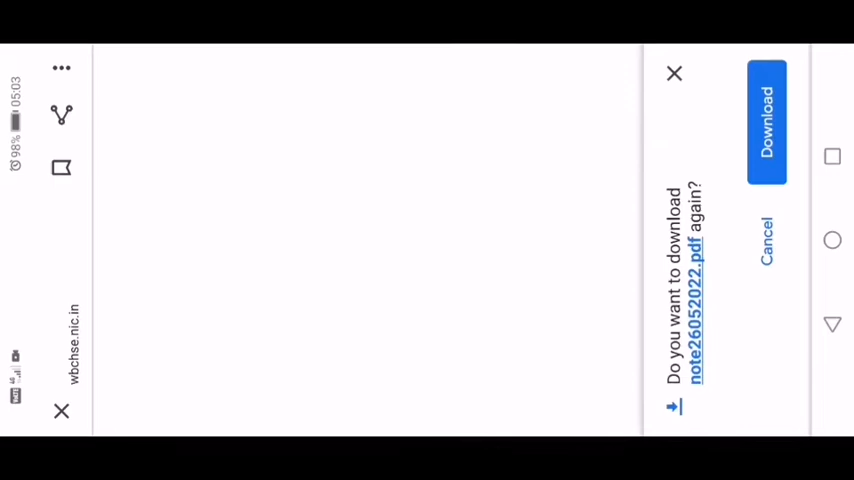 98% 05:03
wbchse.nic.in
Do you want to download
note26052022.pdf again?
Cancel
Download